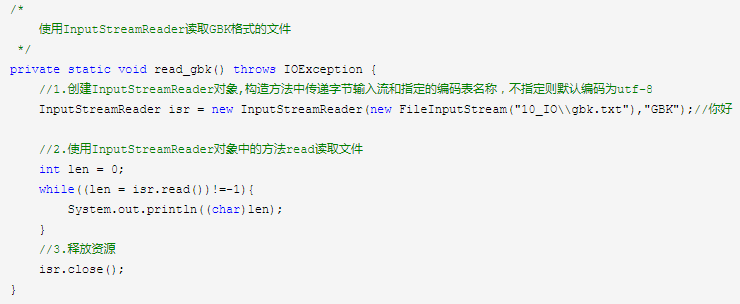 /*
使用InputStreamReader读取GBK格式的文件
*/
private static void read_gbk() throws IOException {
//1.创建InputStreamReader对象,构造方法中传递字节输入流和指定的编码表名称，不指定则默认编码为utf-8
InputStreamReader isr = new InputStreamReader(new FileInputStream("10_IO\\gbk.txt"),"GBK");//你好
//2.使用InputStreamReader对象中的方法read读取文件
int len = 0;
while((len = isr.read())!=-1){
System.out.println((char)len);
}
//3.释放资源
isr.close();
}